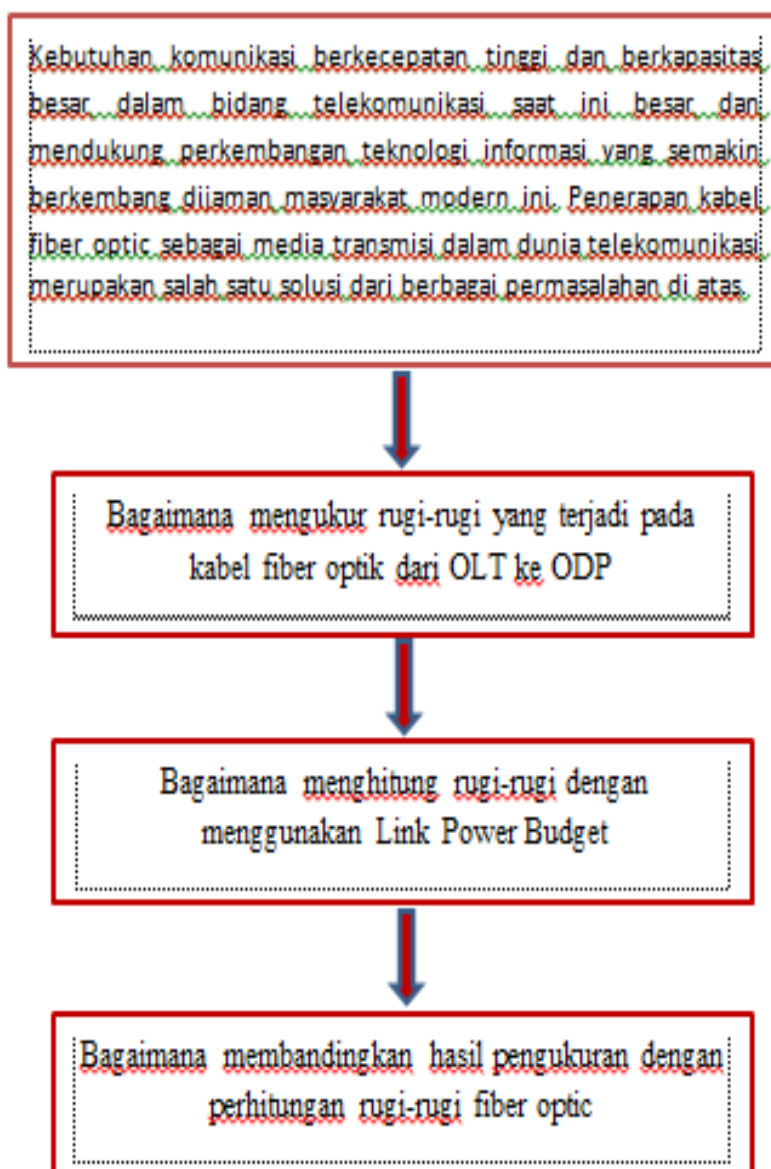 Kebutuhan komunikasi berkecepatan tinggi dan berkapasitas
besar dalam bidang telekomunikasi saat ini besar dan
mendukung perkembangan teknologi informasi yang semakin
berkembang dijaman masyarakat modern ini. Penerapan kabel
fiber optic sebagai media transmisi dalam dunia telekomunikasi
merupakan salah satu solusi dari berbagai permasalahan di atas.
Bagaimana mengukur rugi-rugi yang terjadi pada
kabel fiber optik dari OLT ke ODP
Bagaimana menghitung rugi-rugi dengan
menggunakan Link Power Budget
Bagaimana membandingkan hasil pengukuran dengan
perhitungan rugi-rugi fiber optic